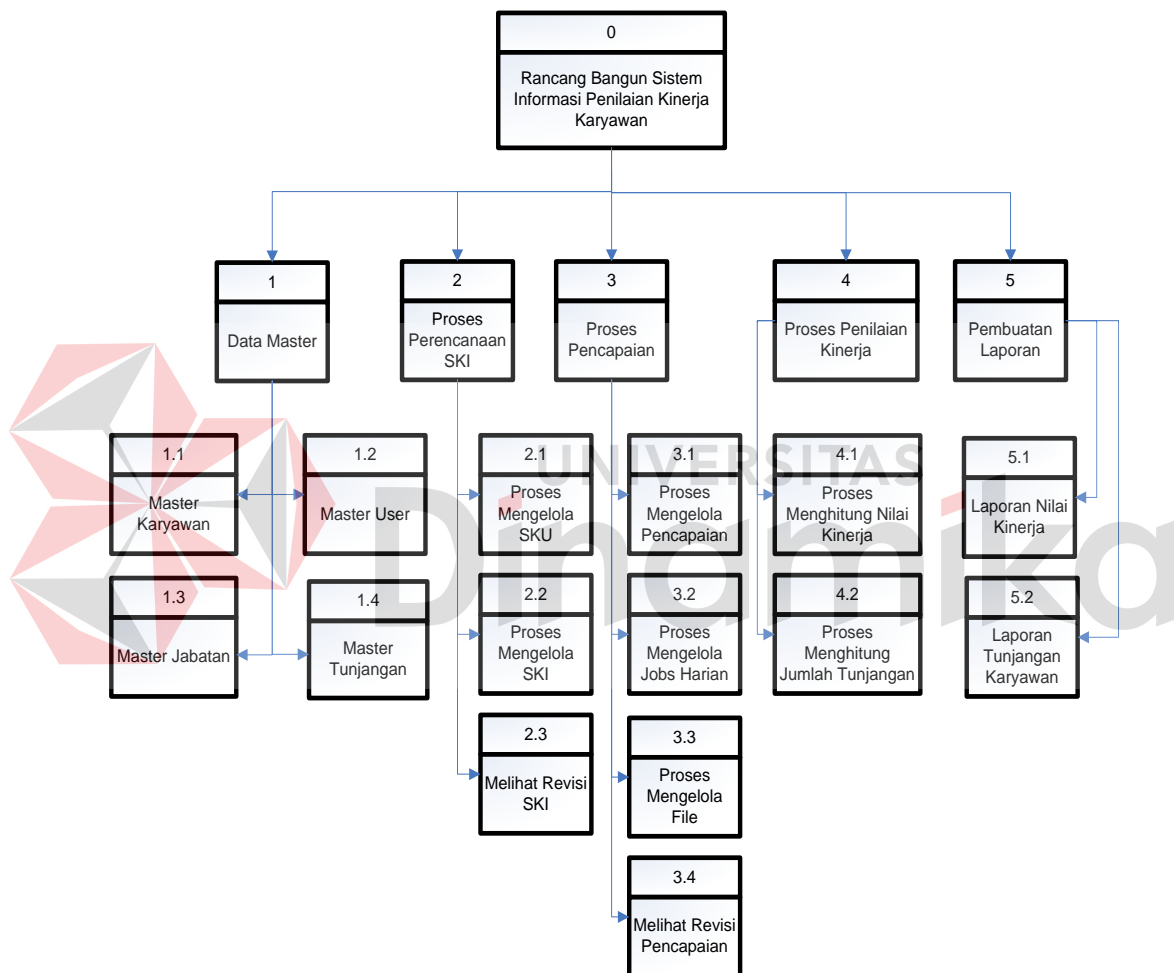 0
Rancang Bangun Sistem
Informasi Penilaian Kinerja
Karyawan
1
Data Master
2
Proses
Perencanaan
SKI
3
Proses
Pencapaian
4
Proses Penilaian
Kinerja
5
Pembuatan
Laporan
1.1
Master
Karyawan
1.2
Master User
2.1
Proses
Mengelola
SKU
3.1
Proses
Mengelola
Pencapaian
4.1
Proses
Menghitung Nilai
Kinerja
5.1
Laporan Nilai
Kinerja
UNIVERSITAS
Dinamika
1.3
Master Jabatan
1.4
Master
Tunjangan
2.2
Proses
Mengelola
SKI
3.2
Proses
Mengelola
Jobs Harian
4.2
Proses
Menghitung
Jumlah Tunjangan
5.2
Laporan
Tunjangan
Karyawan
2.3
Melihat Revisi
SKI
3.3
Proses
Mengelola
File
3.4
Melihat Revisi
Pencapaian